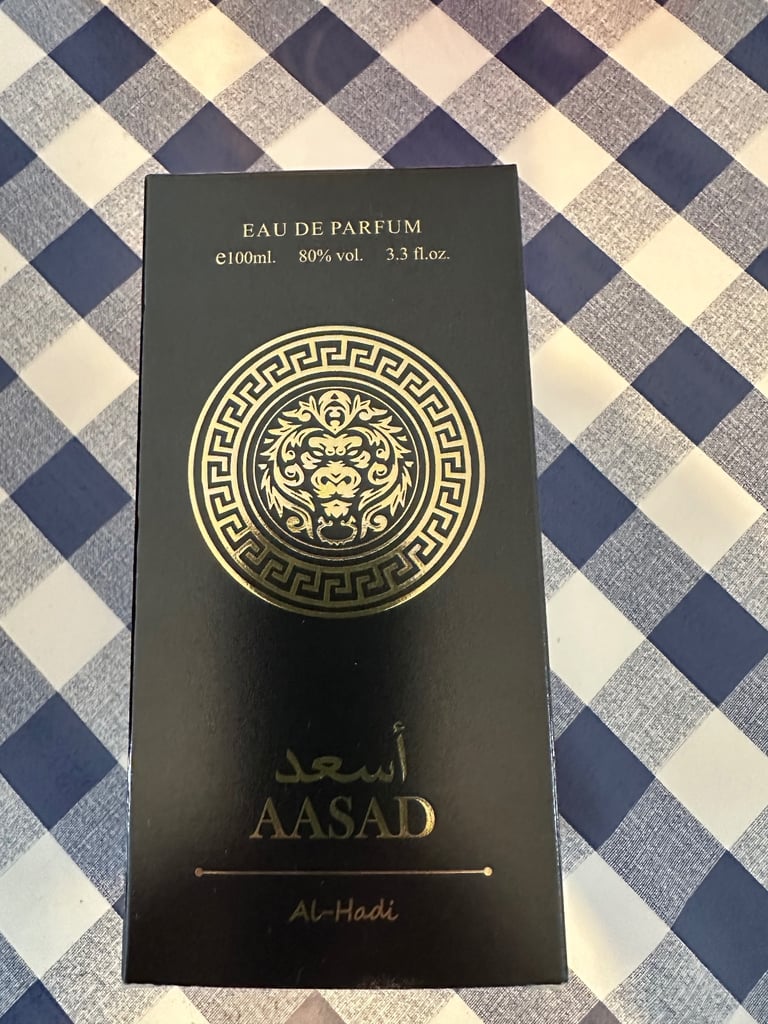 EAU DE PARFUM
e100ml. 80% vol. 3.3 fl.oz.
أسعد
AASAD
Al-Hadi